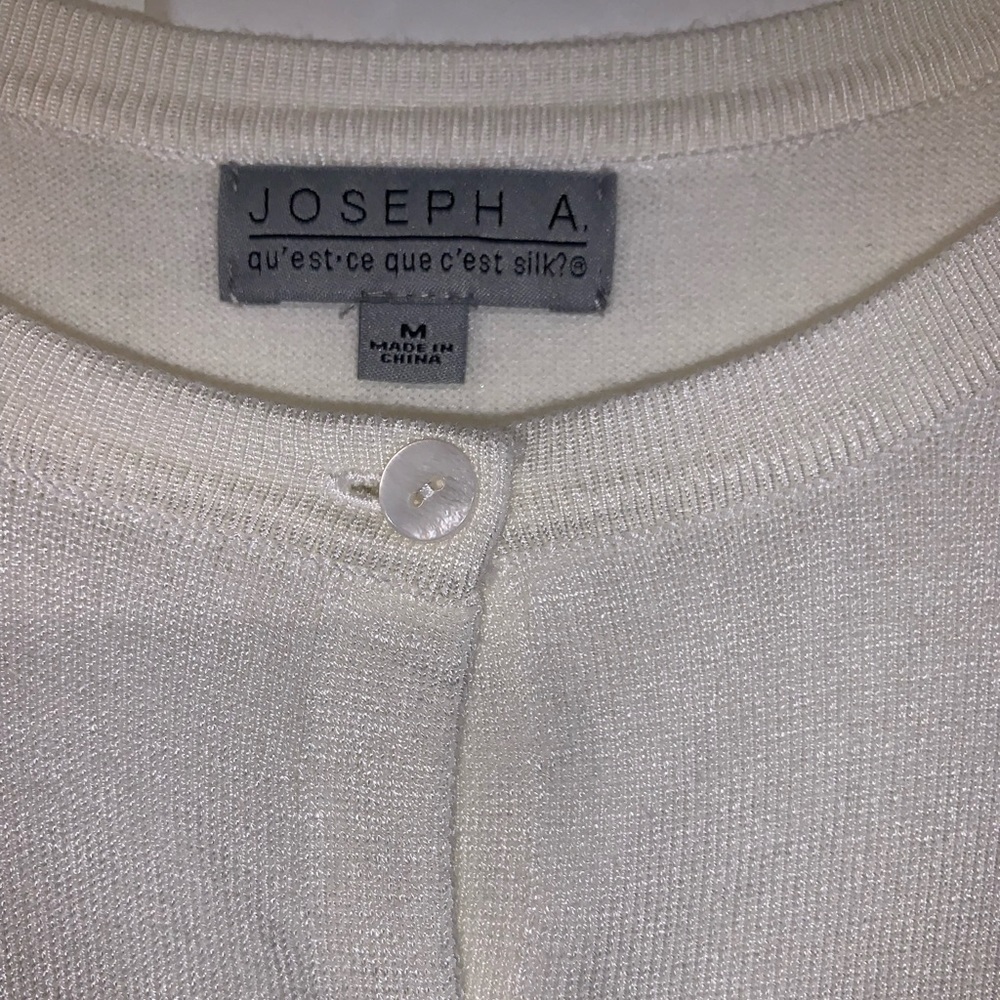 JOSEPH A.
qu'est·ce que c'est silk?®
M
MADE IN
CHINA